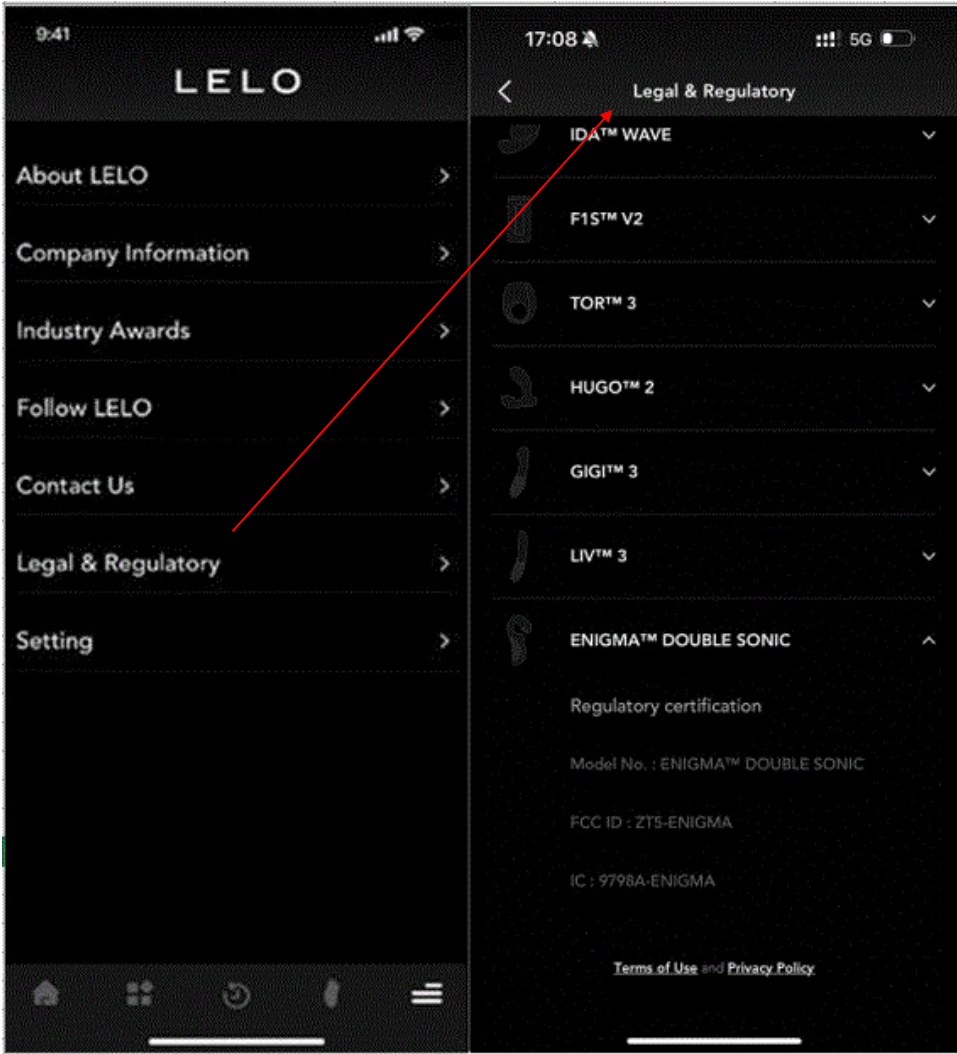 9:41
LELO
About LELO
Company Information
Industry Awards
Follow LELO
Contact Us
Legal & Regulatory
Setting
17:08
5G
Legal & Regulatory
IDA™ WAVE
F1S™ V2
TOR™ 3
HUGO™ 2
GIGI™ 3
LIV™ 3
ENIGMA™ DOUBLE SONIC
Regulatory certification
Model No. : ENIGMA™ DOUBLE SONIC
FCC ID : ZT5-ENIGMA
IC : 9798A-ENIGMA
Terms of Use and Privacy Policy